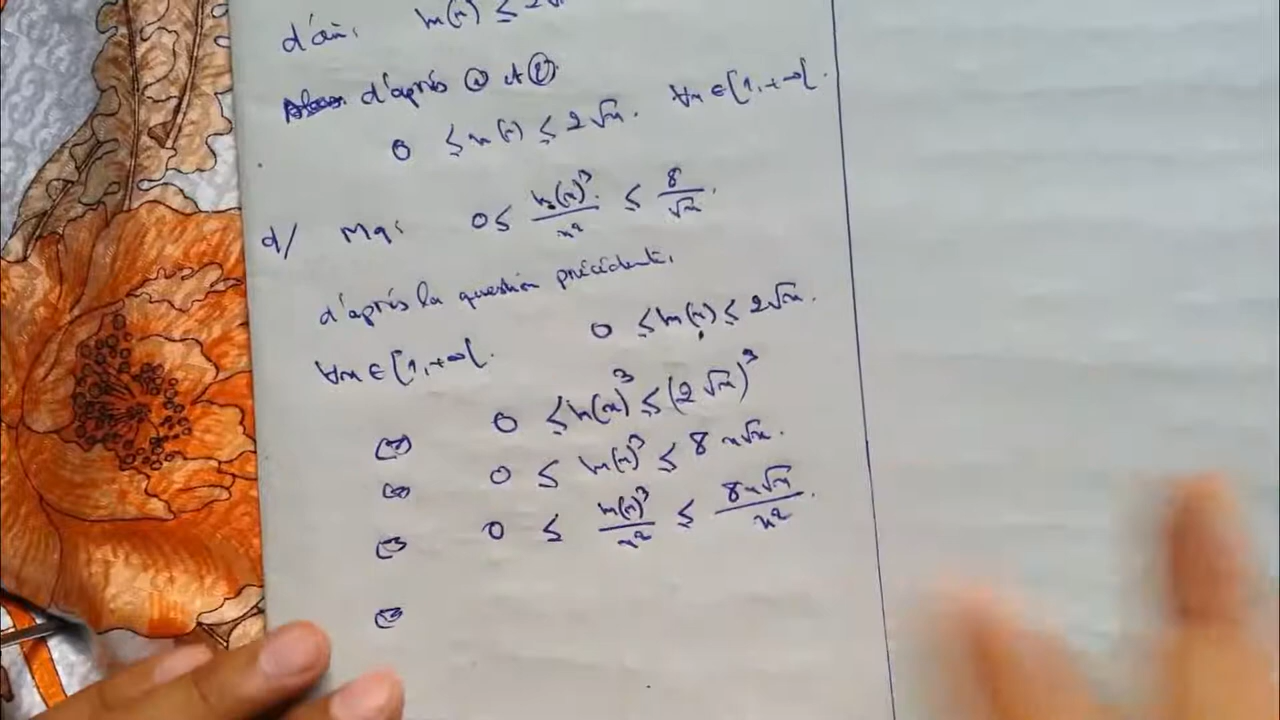 d'où : ln(x) ≤ 2√
d'après ① et ②
0 ≤ ln(x) ≤ 2√x. ∀x ∈ [1, +∞[.
d/ Mq : 0 ≤ ln(x)³/x² ≤ 8/√x.
d'après la question précédente.
∀x ∈ [1, +∞[. 0 ≤ ln(x) ≤ 2√x.
⇔ 0 ≤ ln(x)³ ≤ (2√x)³
⇔ 0 ≤ ln(x)³ ≤ 8x√x.
⇔ 0 ≤ ln(x)³/x² ≤ 8x√x/x².
⇔